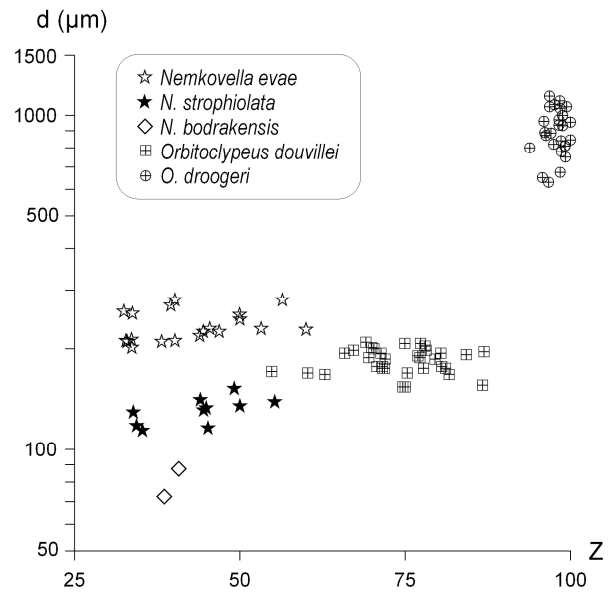 d (µm)
1500
1000
500
100
50
Nemkovella evae
N. strophiolata
N. bodrakensis
Orbitoclypeus douvillei
O. droogeri
25
50
75
100
Z